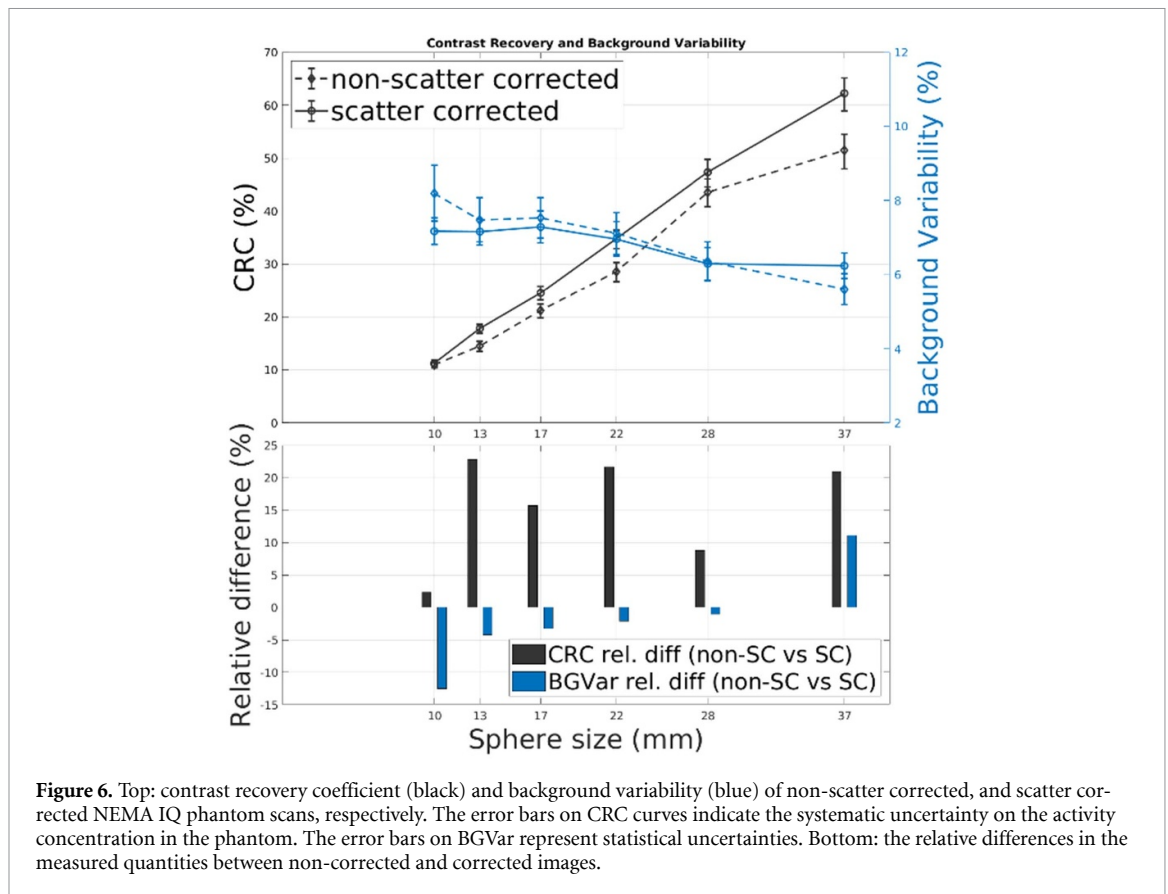 Contrast Recovery and Background Variability
70
60
50
40
30
20
10
0
CRC (%)
non-scatter corrected
scatter corrected
12
10
8
6
4
2
Background Variability (%)
10 13 17 22 28 37
25
20
15
10
5
0
-5
-10
-15
Relative difference (%)
CRC rel. diff (non-SC vs SC)
BGVar rel. diff (non-SC vs SC)
10 13 17 22 28 37
Sphere size (mm)
Figure 6. Top: contrast recovery coefficient (black) and background variability (blue) of non-scatter corrected, and scatter cor-
rected NEMA IQ phantom scans, respectively. The error bars on CRC curves indicate the systematic uncertainty on the activity
concentration in the phantom. The error bars on BGVar represent statistical uncertainties. Bottom: the relative differences in the
measured quantities between non-corrected and corrected images.